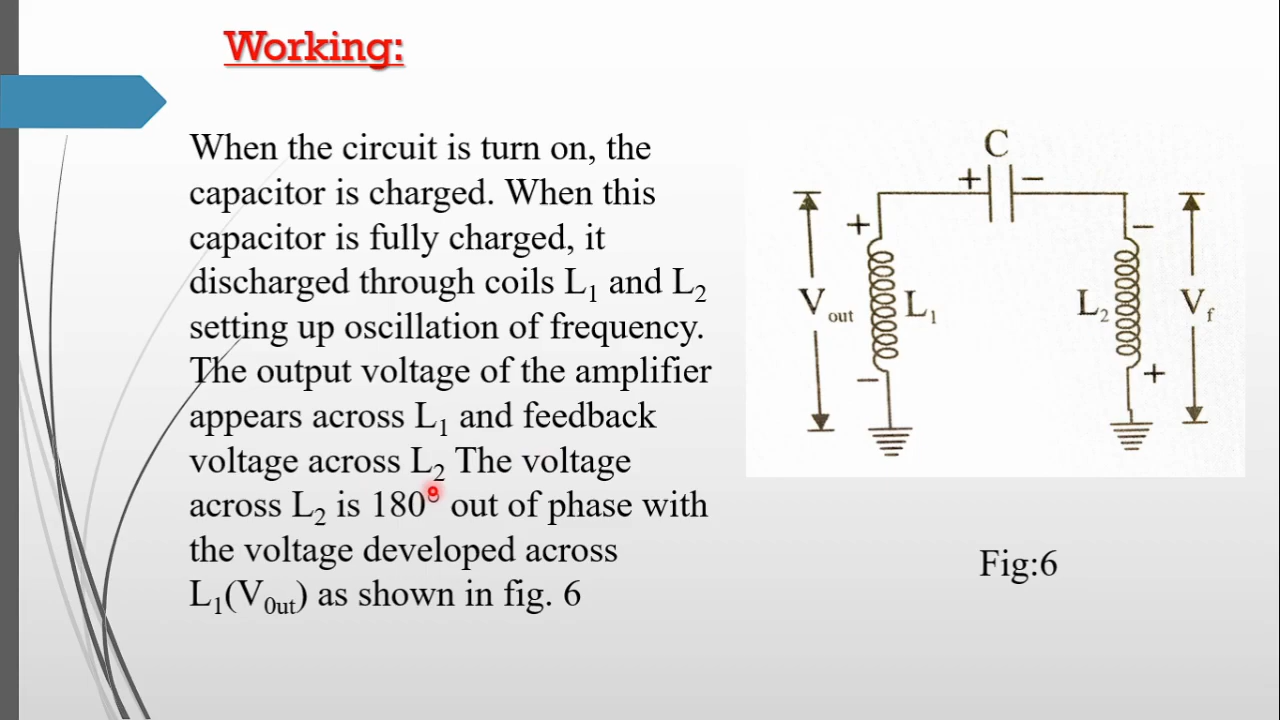 Working:
When the circuit is turn on, the
capacitor is charged. When this
capacitor is fully charged, it
discharged through coils L₁ and L₂
setting up oscillation of frequency.
The output voltage of the amplifier
appears across L₁ and feedback
voltage across L₂ The voltage
across L₂ is 180° out of phase with
the voltage developed across
L₁(V₀ut) as shown in fig. 6
C
+ −
+ −
V out L₁ L₂ V f
− +
Fig:6